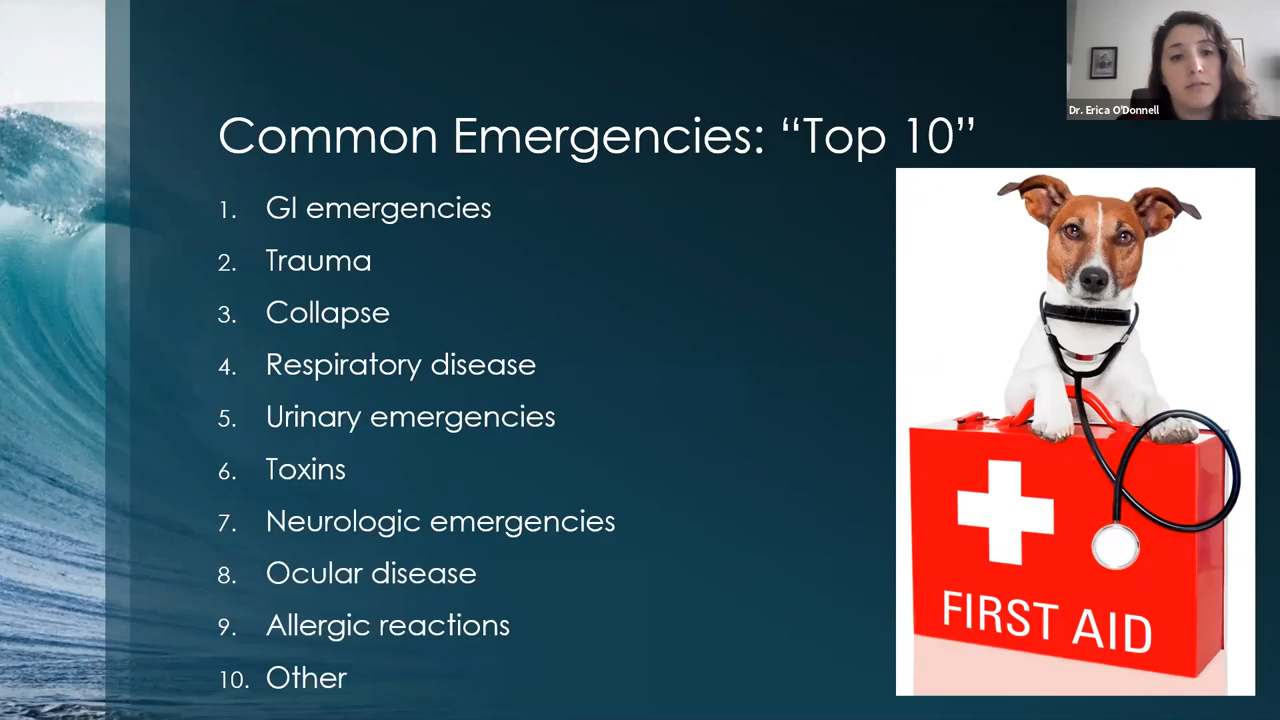 Dr. Erica O'Donnell
Common Emergencies: “Top 10”
1. GI emergencies
2. Trauma
3. Collapse
4. Respiratory disease
5. Urinary emergencies
6. Toxins
7. Neurologic emergencies
8. Ocular disease
9. Allergic reactions
10. Other
FIRST AID